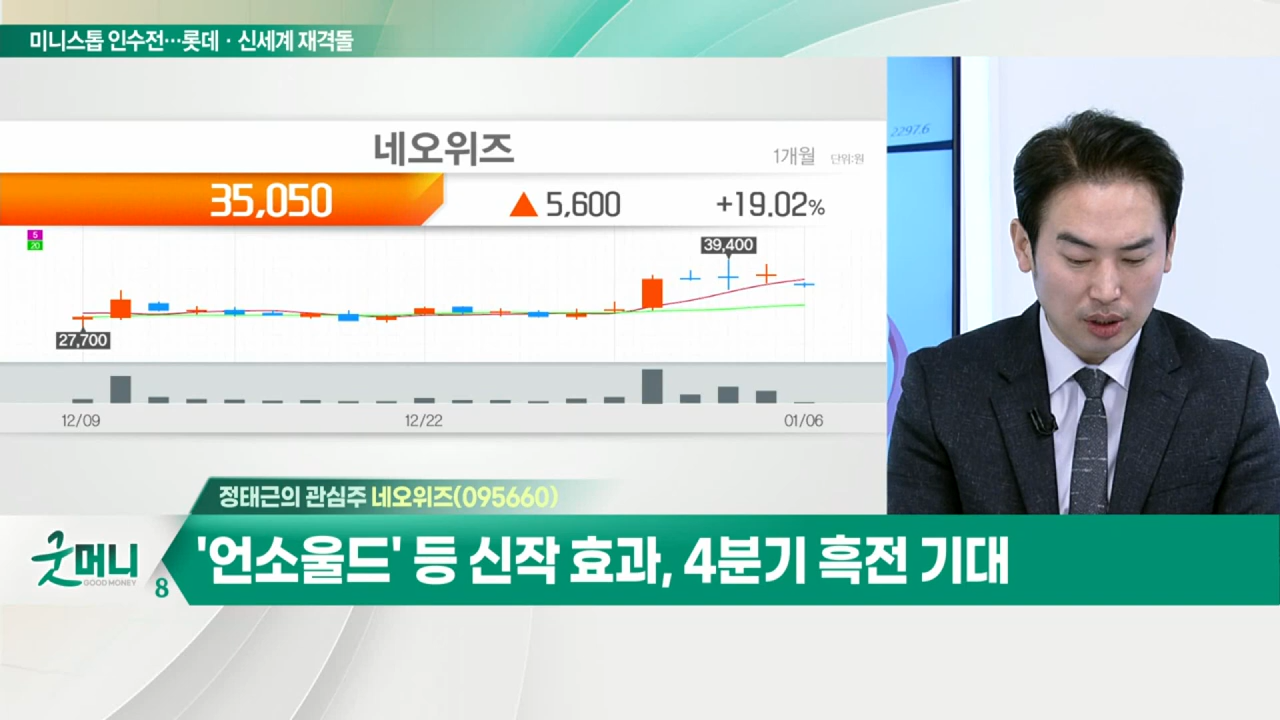 미니스톱 인수전…롯데 · 신세계 재격돌
2297.6
네오위즈
1개월 단위:원
35,050 ▲ 5,600 +19.02%
5
20
39,400
27,700
12/09 12/22 01/06
정태근의 관심주 네오위즈(095660)
굿머니
GOOD MONEY
8
'언소울드' 등 신작 효과, 4분기 흑전 기대